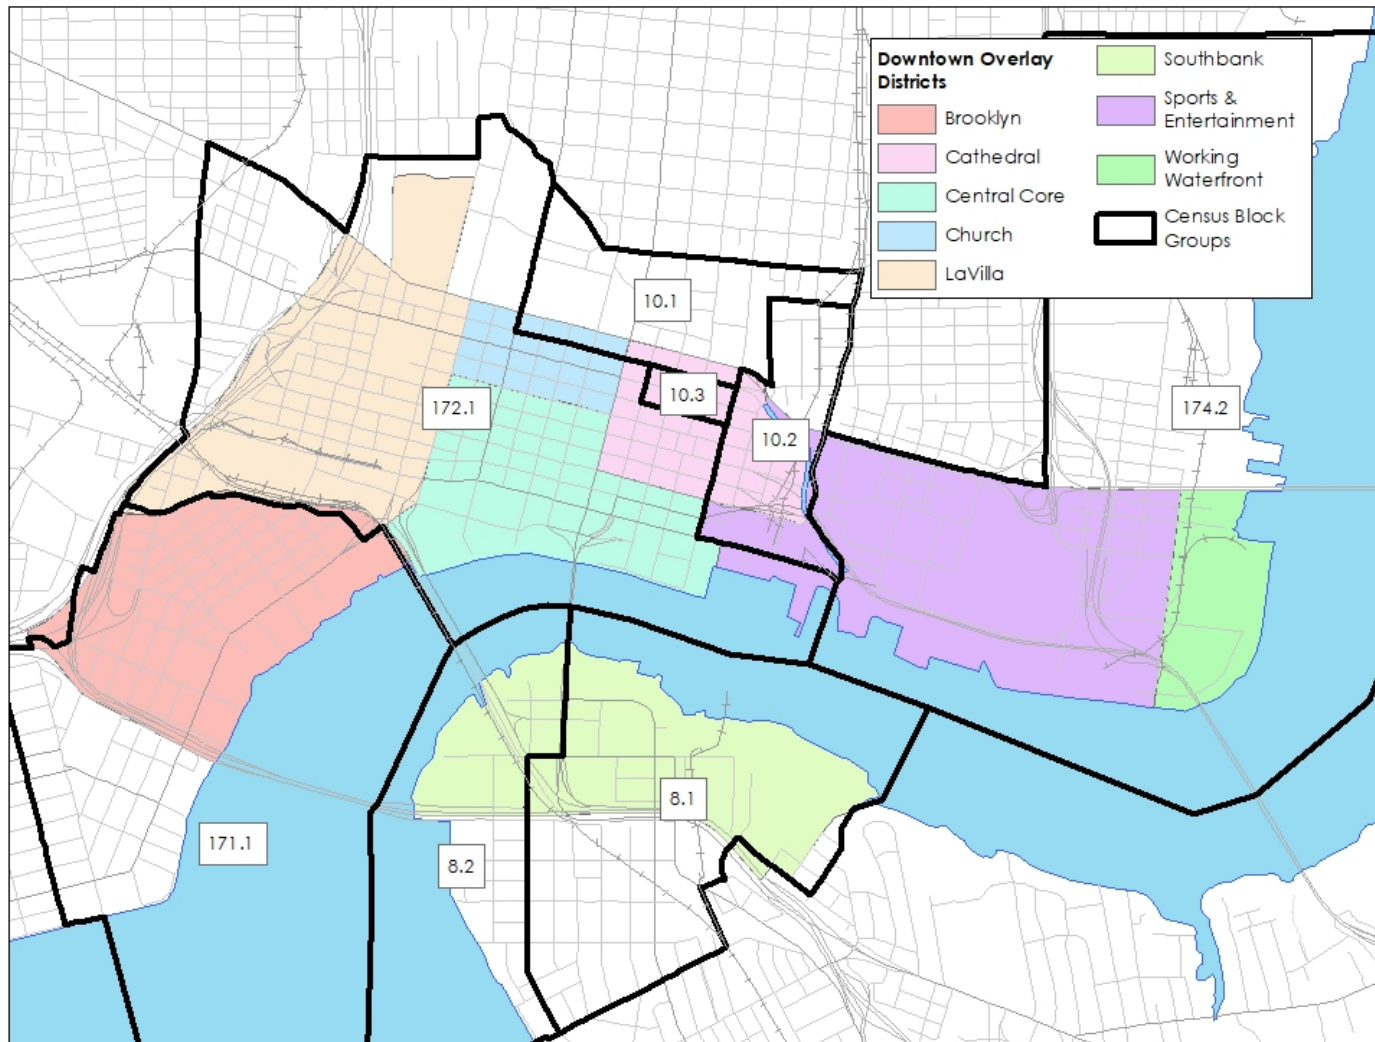 Downtown Overlay
Districts
Brooklyn
Cathedral
Central Core
Church
LaVilla
Southbank
Sports &
Entertainment
Working
Waterfront
Census Block
Groups
10.1
10.3
172.1
174.2
10.2
8.1
171.1
8.2